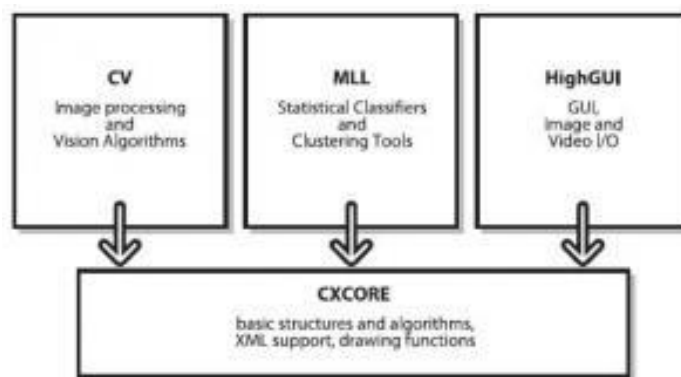 CV
Image processing
and
Vision Algorithms
MLL
Statistical Classifiers
and
Clustering Tools
HighGUI
GUI,
Image and
Video I/O
CXCORE
basic structures and algorithms,
XML support, drawing functions